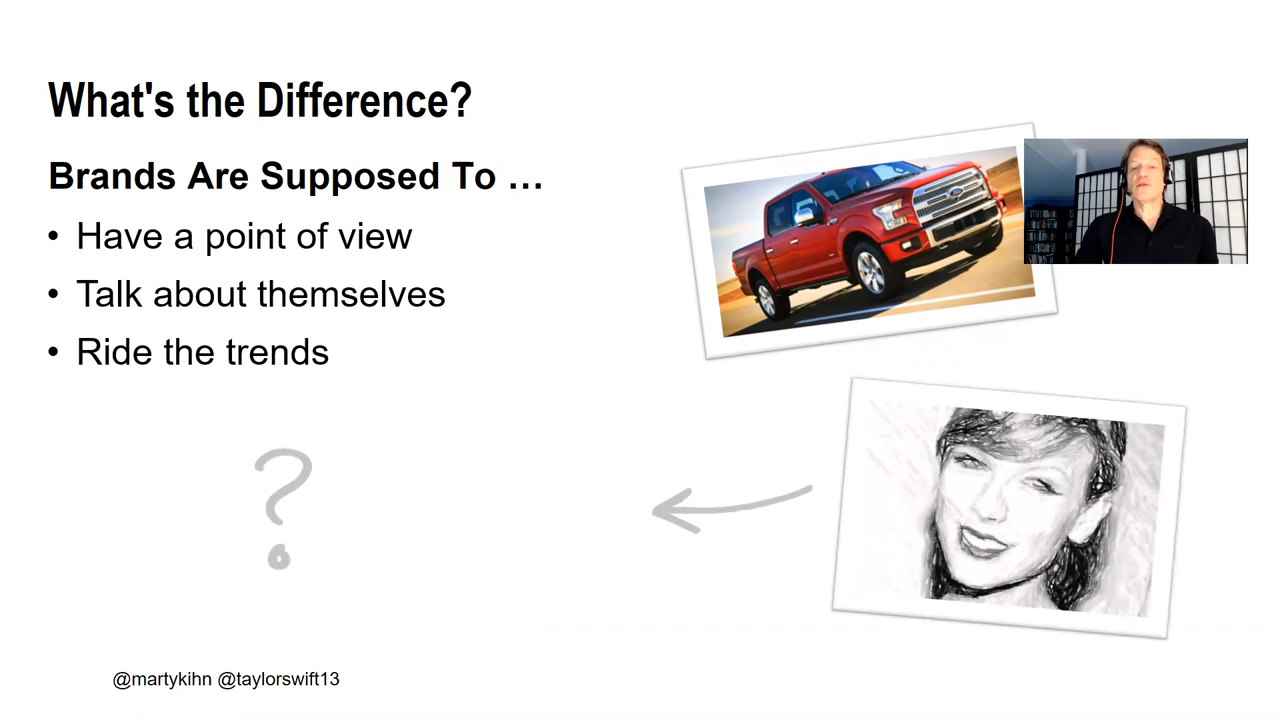 What's the Difference?
Brands Are Supposed To …
• Have a point of view
• Talk about themselves
• Ride the trends
?
@martykihn @taylorswift13